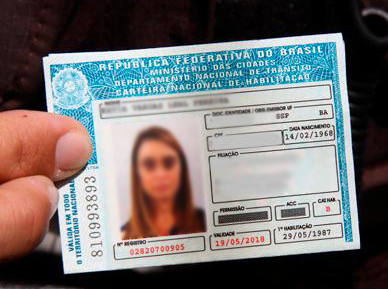 REPÚBLICA FEDERATIVA DO BRASIL
MINISTÉRIO DAS CIDADES
DEPARTAMENTO NACIONAL DE TRÂNSITO
CARTEIRA NACIONAL DE HABILITAÇÃO
NOME
DOC. IDENTIDADE / ORG. EMISSOR UF
SSP BA
CPF DATA NASCIMENTO
14/02/1968
FILIAÇÃO
PERMISSÃO ACC CAT. HAB.
B
Nº REGISTRO VALIDADE 1ª HABILITAÇÃO
02820700905 19/05/2018 29/05/1987
VÁLIDA EM TODO
O TERRITÓRIO NACIONAL
810993893